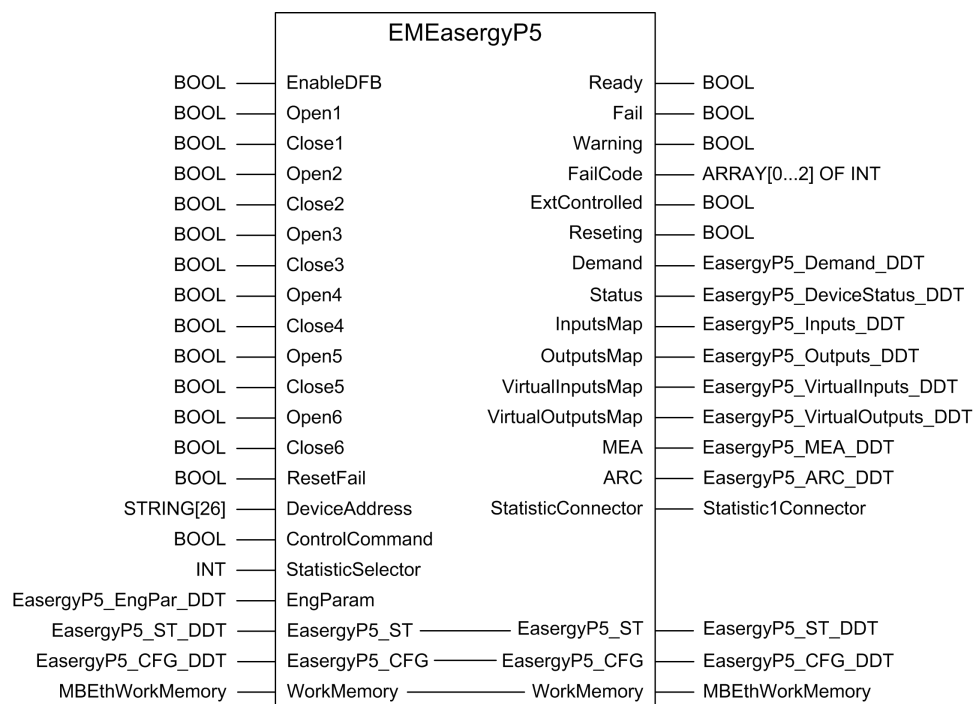 EMEasergyP5
BOOL EnableDFB Ready BOOL
BOOL Open1 Fail BOOL
BOOL Close1 Warning BOOL
BOOL Open2 FailCode ARRAY[0...2] OF INT
BOOL Close2 ExtControlled BOOL
BOOL Open3 Reseting BOOL
BOOL Close3 Demand EasergyP5_Demand_DDT
BOOL Open4 Status EasergyP5_DeviceStatus_DDT
BOOL Close4 InputsMap EasergyP5_Inputs_DDT
BOOL Open5 OutputsMap EasergyP5_Outputs_DDT
BOOL Close5 VirtualInputsMap EasergyP5_VirtualInputs_DDT
BOOL Open6 VirtualOutputsMap EasergyP5_VirtualOutputs_DDT
BOOL Close6 MEA EasergyP5_MEA_DDT
BOOL ResetFail ARC EasergyP5_ARC_DDT
STRING[26] DeviceAddress StatisticConnector Statistic1Connector
BOOL ControlCommand
INT StatisticSelector
EasergyP5_EngPar_DDT EngParam
EasergyP5_ST_DDT EasergyP5_ST EasergyP5_ST EasergyP5_ST_DDT
EasergyP5_CFG_DDT EasergyP5_CFG EasergyP5_CFG EasergyP5_CFG_DDT
MBEthWorkMemory WorkMemory WorkMemory MBEthWorkMemory